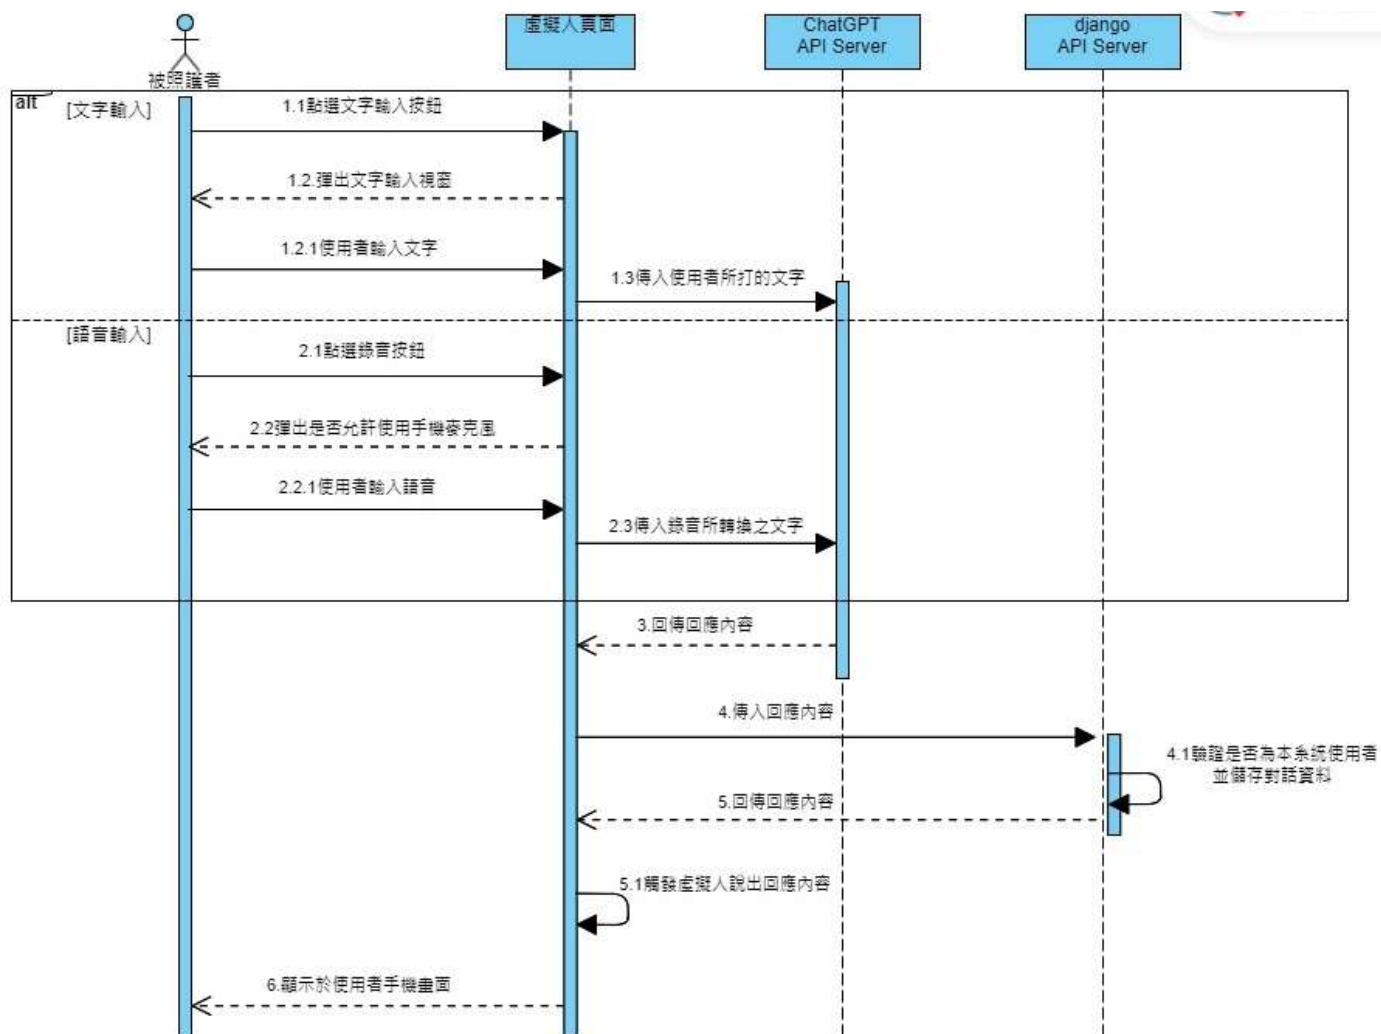 虛擬人頁面
ChatGPT
API Server
django
API Server
被照護者
alt
[文字輸入]
1.1點選文字輸入按鈕
1.2.彈出文字輸入視窗
1.2.1使用者輸入文字
1.3傳入使用者所打的文字
[語音輸入]
2.1點選錄音按鈕
2.2彈出是否允許使用手機麥克風
2.2.1使用者輸入語音
2.3傳入錄音所轉換之文字
3.回傳回應內容
4.傳入回應內容
4.1驗證是否為本系統使用者
並儲存對話資料
5.回傳回應內容
5.1觸發虛擬人說出回應內容
6.顯示於使用者手機畫面